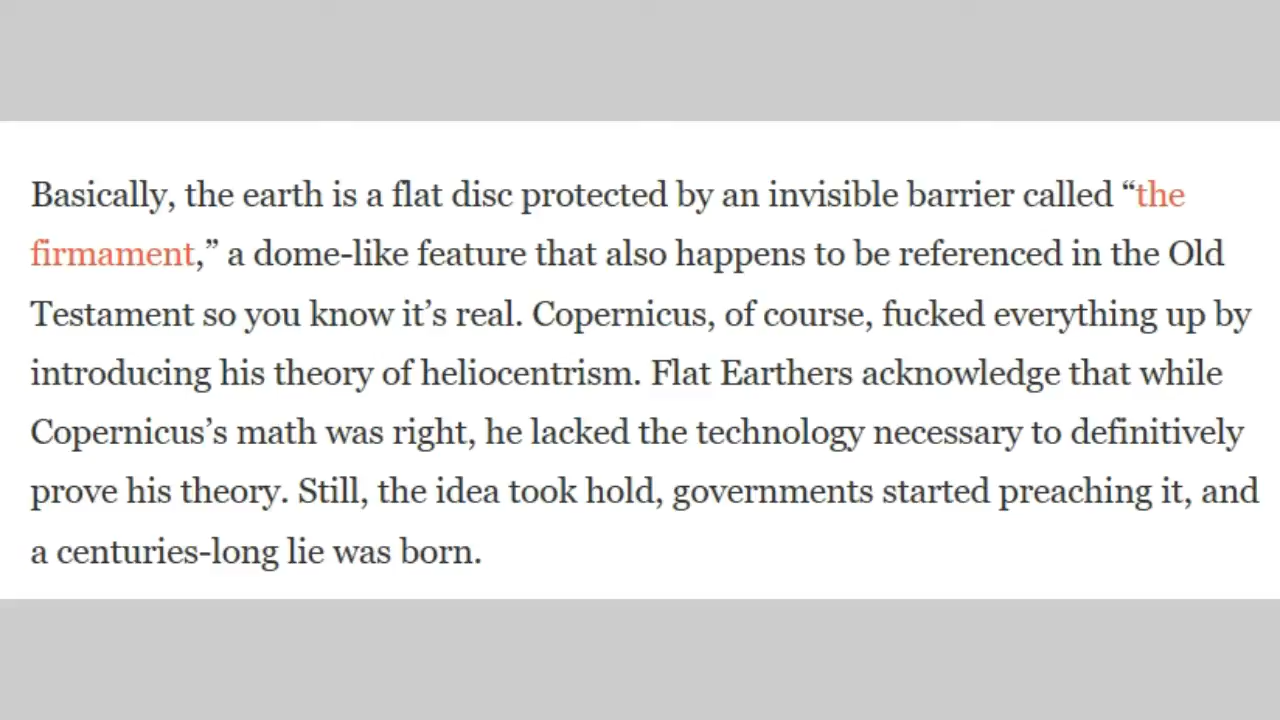 Basically, the earth is a flat disc protected by an invisible barrier called “the
firmament,” a dome-like feature that also happens to be referenced in the Old
Testament so you know it’s real. Copernicus, of course, fucked everything up by
introducing his theory of heliocentrism. Flat Earthers acknowledge that while
Copernicus’s math was right, he lacked the technology necessary to definitively
prove his theory. Still, the idea took hold, governments started preaching it, and
a centuries-long lie was born.